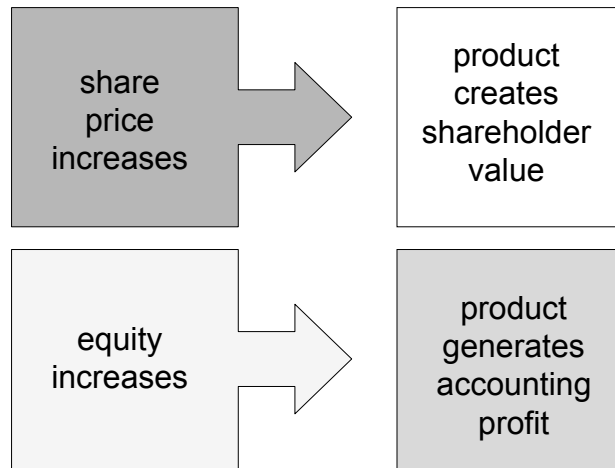 share
price
increases
product
creates
shareholder
value
equity
increases
product
generates
accounting
profit